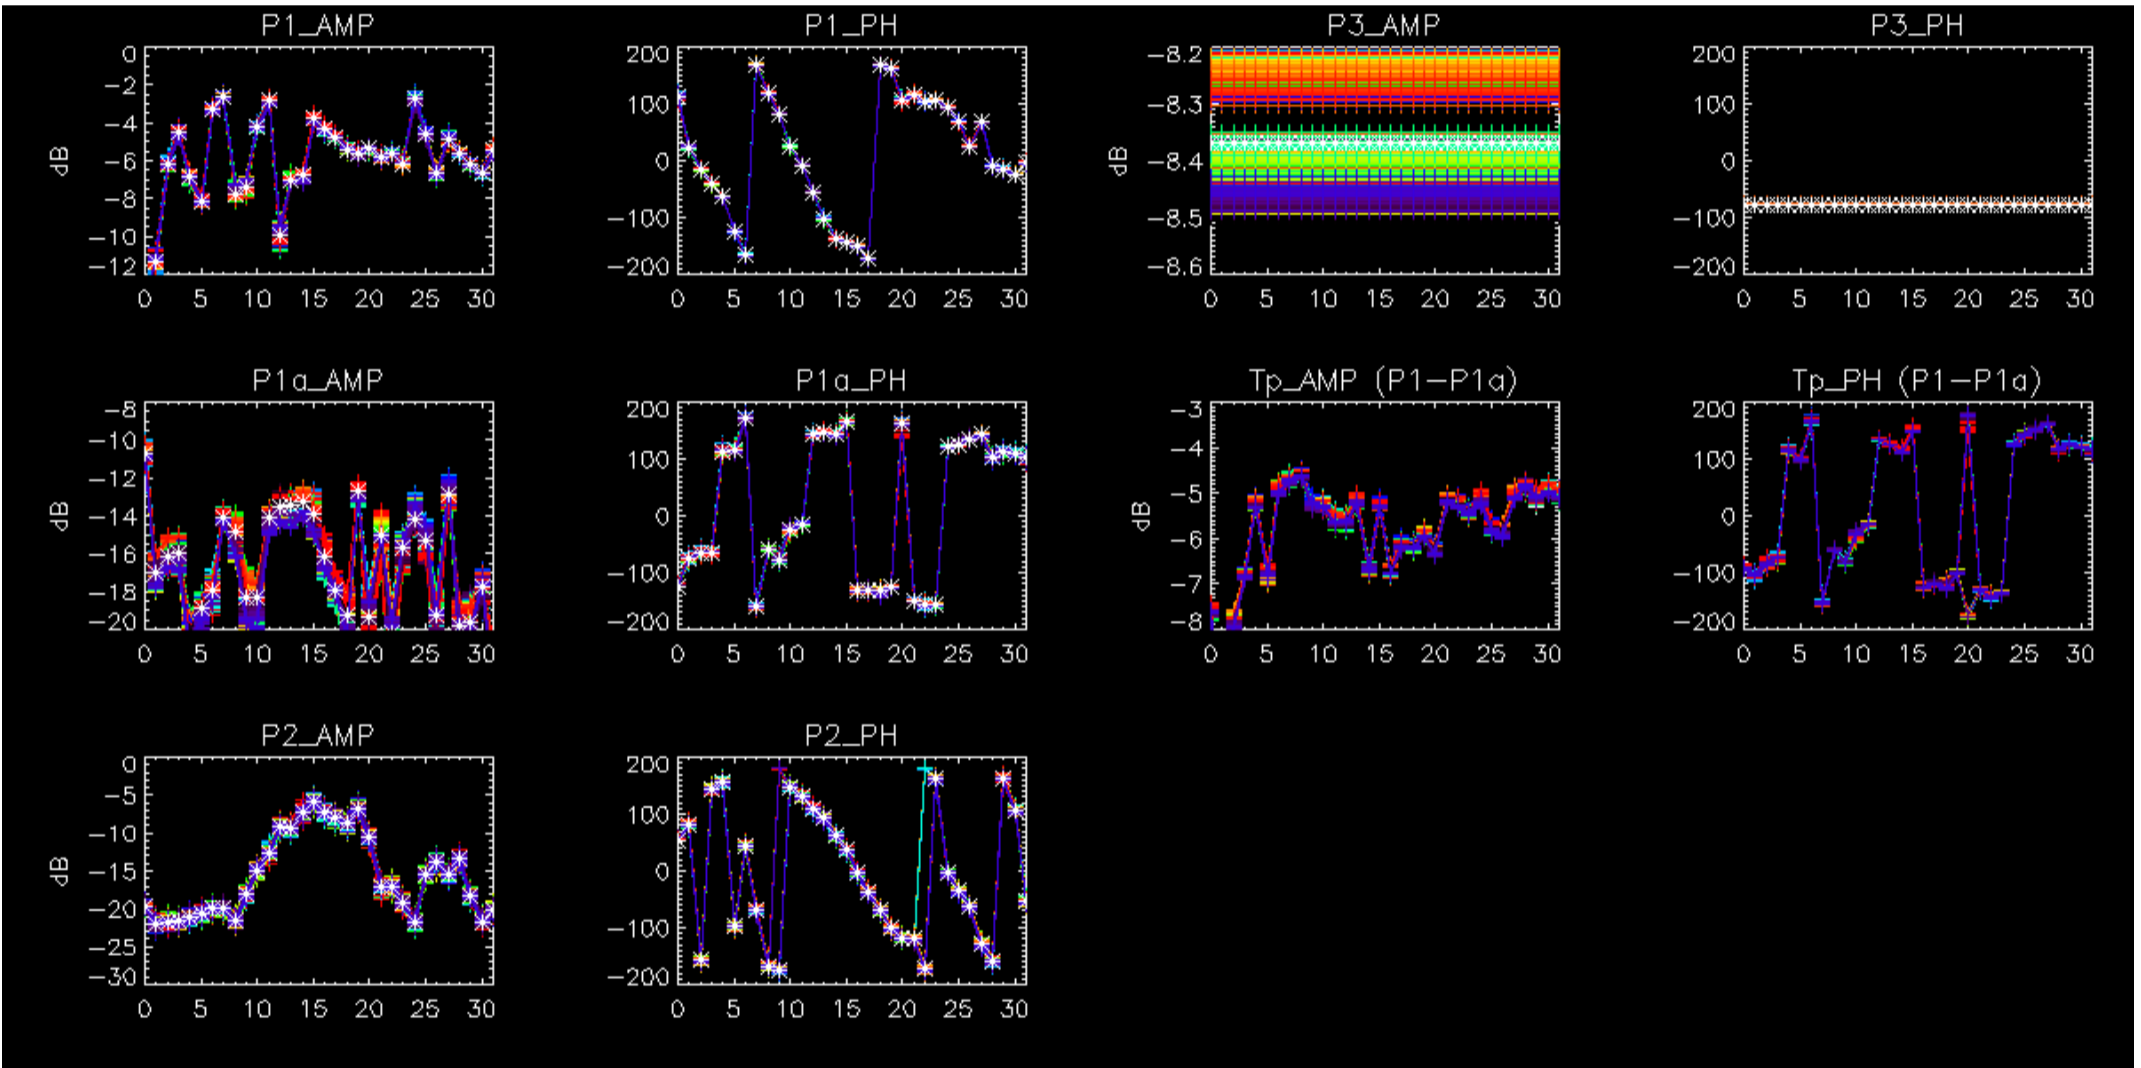 P1_AMP P1_PH P3_AMP P3_PH
0 200 -8.2 200
-2
-4 100 -8.3 100
dB -6 0 dB -8.4 0
-8
-10 -100 -8.5 -100
-12 -200 -8.6 -200
0 5 10 15 20 25 30 0 5 10 15 20 25 30 0 5 10 15 20 25 30 0 5 10 15 20 25 30
P1a_AMP P1a_PH Tp_AMP (P1-P1a) Tp_PH (P1-P1a)
-8 200 -3 200
-10 100 -4 100
-12
dB -14 0 dB -5 0
-16 -6
-18 -100 -7 -100
-20 -200 -8 -200
0 5 10 15 20 25 30 0 5 10 15 20 25 30 0 5 10 15 20 25 30 0 5 10 15 20 25 30
P2_AMP P2_PH
0 200
-5 100
-10
dB -15 0
-20 -100
-25
-30 -200
0 5 10 15 20 25 30 0 5 10 15 20 25 30